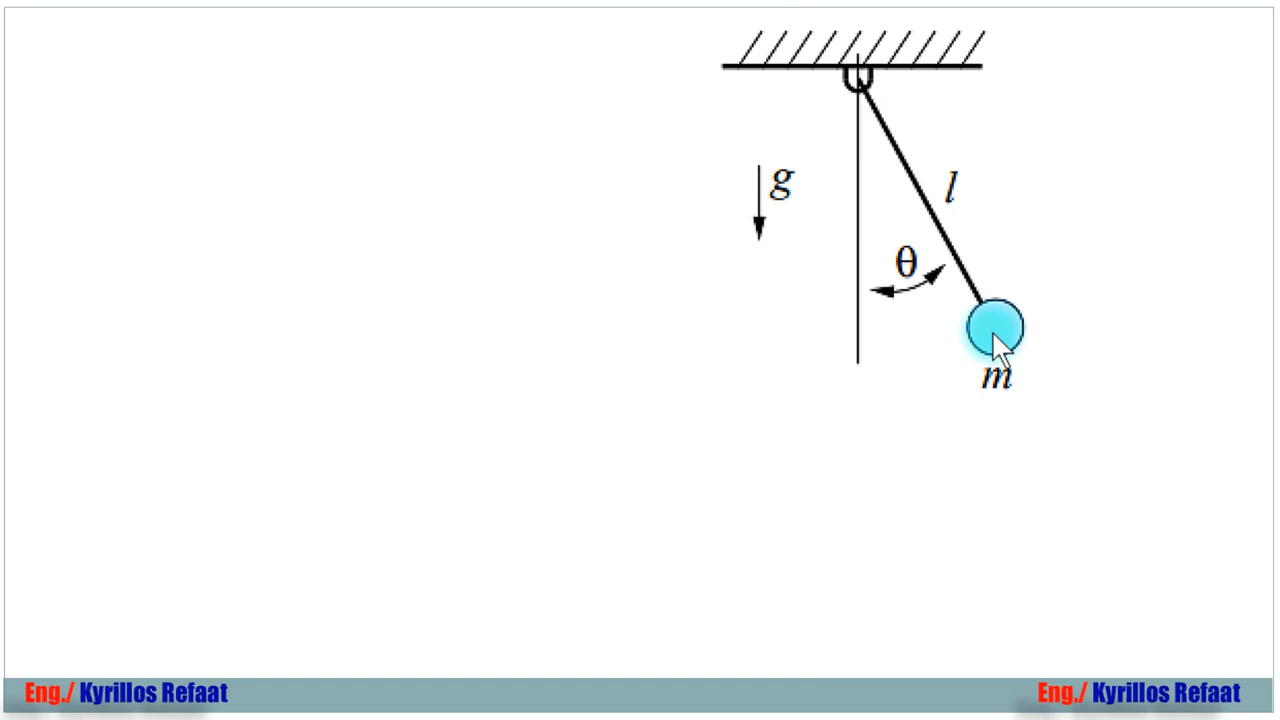 g
l
θ
m
Eng./ Kyrillos Refaat
Eng./ Kyrillos Refaat